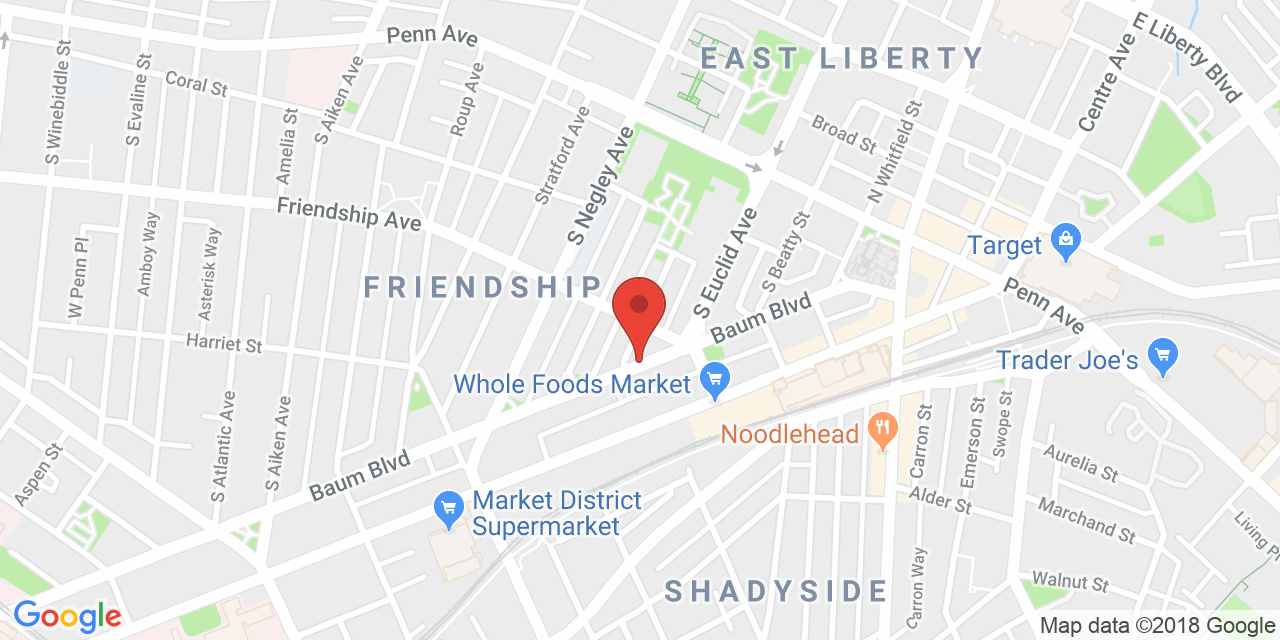 Penn Ave
EAST LIBERTY
E Liberty Blvd
Centre Ave
Coral St
S Winebiddle St
S Evaline St
S Aiken Ave
Roup Ave
Amelia St
Stratford Ave
S Negley Ave
Broad St
N Whitfield St
Friendship Ave
S Euclid Ave
S Beatty St
W Penn Pl
Amboy Way
Asterisk Way
Target
FRIENDSHIP
Penn Ave
Baum Blvd
Harriet St
Trader Joe's
Whole Foods Market
Noodlehead
S Atlantic Ave
S Aiken Ave
Carron St
Emerson St
Swope St
Aurelia St
Baum Blvd
Aspen St
Market District
Supermarket
Alder St
Marchand St
Living Pl
Carron Way
Walnut St
SHADYSIDE
Google
Map data ©2018 Google